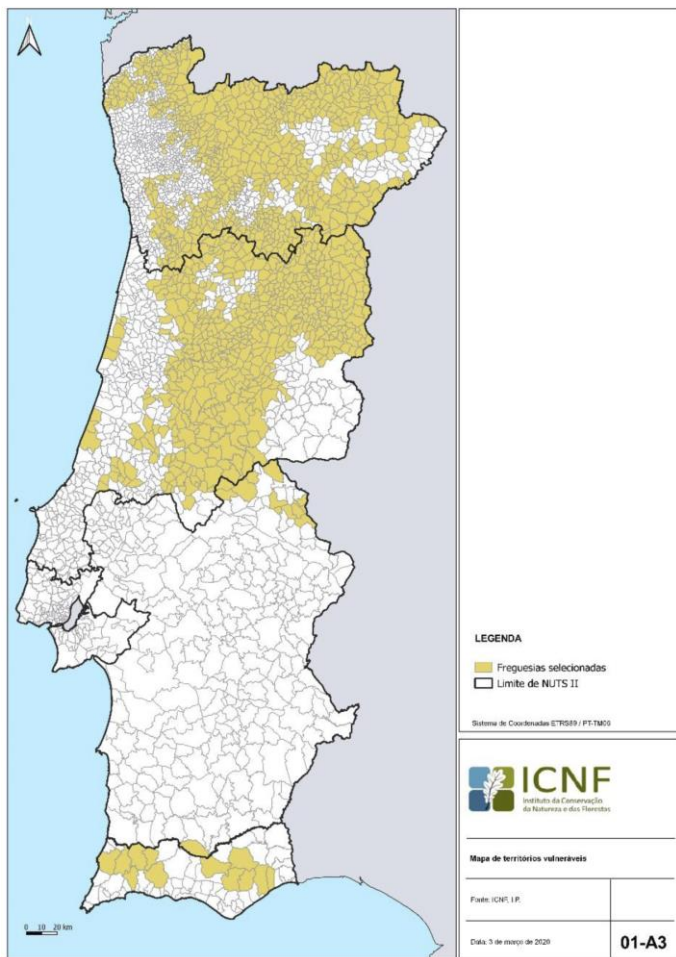 LEGENDA
Freguesias selecionadas
Limite de NUTS II
Sistema de Coordenadas ETRS89 / PT-TM06
ICNF
Instituto da Conservação
da Natureza e das Florestas
Mapa de territórios vulneráveis
Fonte: ICNF, I.P.
Data: 3 de março de 2020
01-A3
0 10 20 km